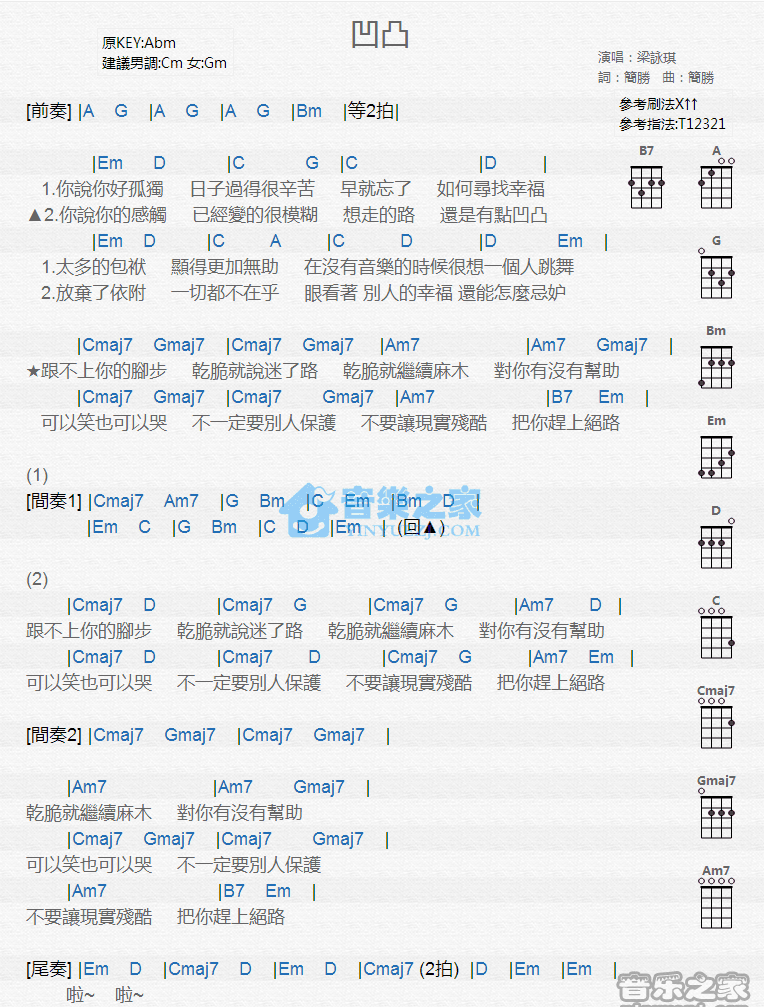 凹凸
原KEY:Abm
建議男調:Cm 女:Gm
演唱：梁詠琪
詞：簡勝　曲：簡勝
參考刷法X↑↑
參考指法:T12321
[前奏] |A G |A G |A G |Bm |等2拍|
B7 A
|Em D |C G |C |D |
1.你說你好孤獨 日子過得很辛苦 早就忘了 如何尋找幸福
▲2.你說你的感觸 已經變的很模糊 想走的路 還是有點凹凸
|Em D |C A |C D |D Em |
G
1.太多的包袱 顯得更加無助 在沒有音樂的時候很想一個人跳舞
2.放棄了依附 一切都不在乎 眼看著 別人的幸福 還能怎麼忌妒
Bm
|Cmaj7 Gmaj7 |Cmaj7 Gmaj7 |Am7 |Am7 Gmaj7 |
★跟不上你的腳步 乾脆就說迷了路 乾脆就繼續麻木 對你有沒有幫助
|Cmaj7 Gmaj7 |Cmaj7 Gmaj7 |Am7 |B7 Em |
可以笑也可以哭 不一定要別人保護 不要讓現實殘酷 把你趕上絕路
Em
(1)
[間奏1] |Cmaj7 Am7 |G Bm |C Em |Bm D |
音樂之家
YINYUEZJ.COM
D
|Em C |G Bm |C D |Em (回▲)
(2)
C
|Cmaj7 D |Cmaj7 G |Cmaj7 G |Am7 D |
跟不上你的腳步 乾脆就說迷了路 乾脆就繼續麻木 對你有沒有幫助
|Cmaj7 D |Cmaj7 D |Cmaj7 G |Am7 Em |
可以笑也可以哭 不一定要別人保護 不要讓現實殘酷 把你趕上絕路
Cmaj7
[間奏2] |Cmaj7 Gmaj7 |Cmaj7 Gmaj7 |
Gmaj7
|Am7 |Am7 Gmaj7 |
乾脆就繼續麻木 對你有沒有幫助
|Cmaj7 Gmaj7 |Cmaj7 Gmaj7 |
可以笑也可以哭 不一定要別人保護
Am7
|Am7 |B7 Em |
不要讓現實殘酷 把你趕上絕路
[尾奏] |Em D |Cmaj7 D |Em D |Cmaj7 (2拍) |D |Em |Em |
啦~ 啦~
音乐之家